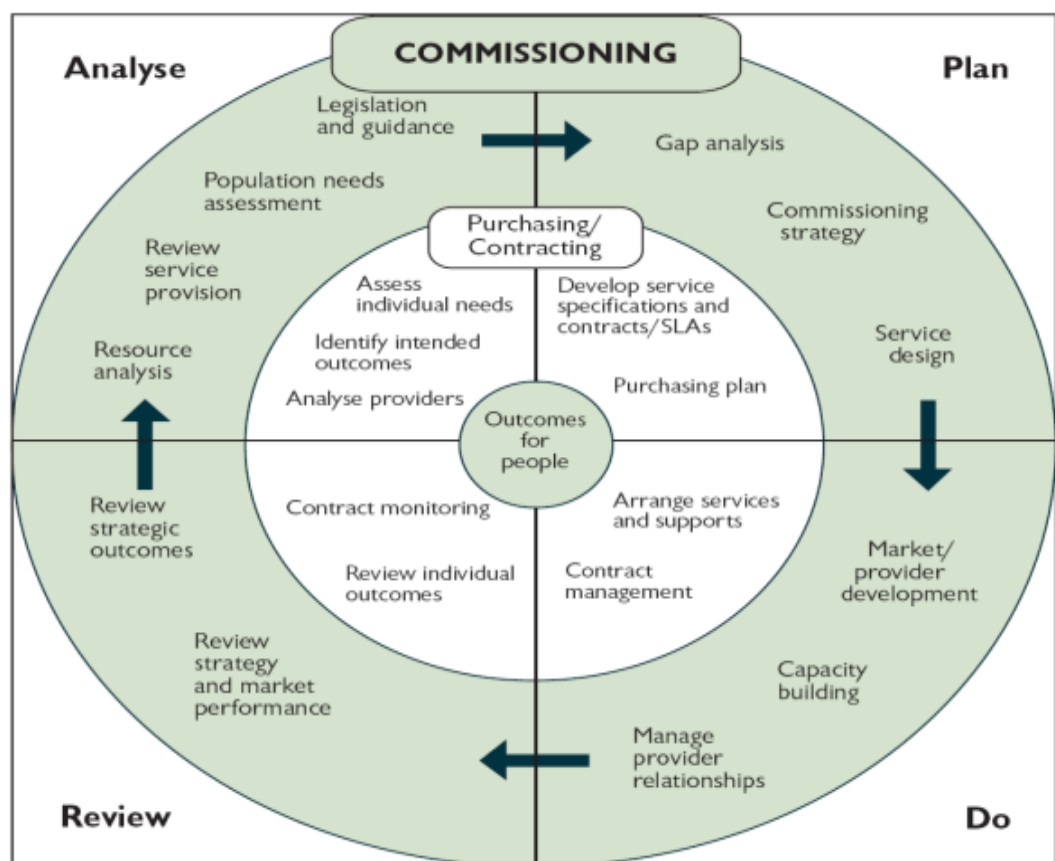 COMMISSIONING
Analyse
Plan
Legislation
and guidance
Population needs
assessment
Review
service
provision
Resource
analysis
Gap analysis
Commissioning
strategy
Service
design
Purchasing/
Contracting
Assess
individual needs
Identify intended
outcomes
Analyse providers
Develop service
specifications and
contracts/SLAs
Purchasing plan
Outcomes
for
people
Contract monitoring
Review individual
outcomes
Arrange services
and supports
Contract
management
Review
strategic
outcomes
Review
strategy
and market
performance
Market/
provider
development
Capacity
building
Manage
provider
relationships
Review
Do